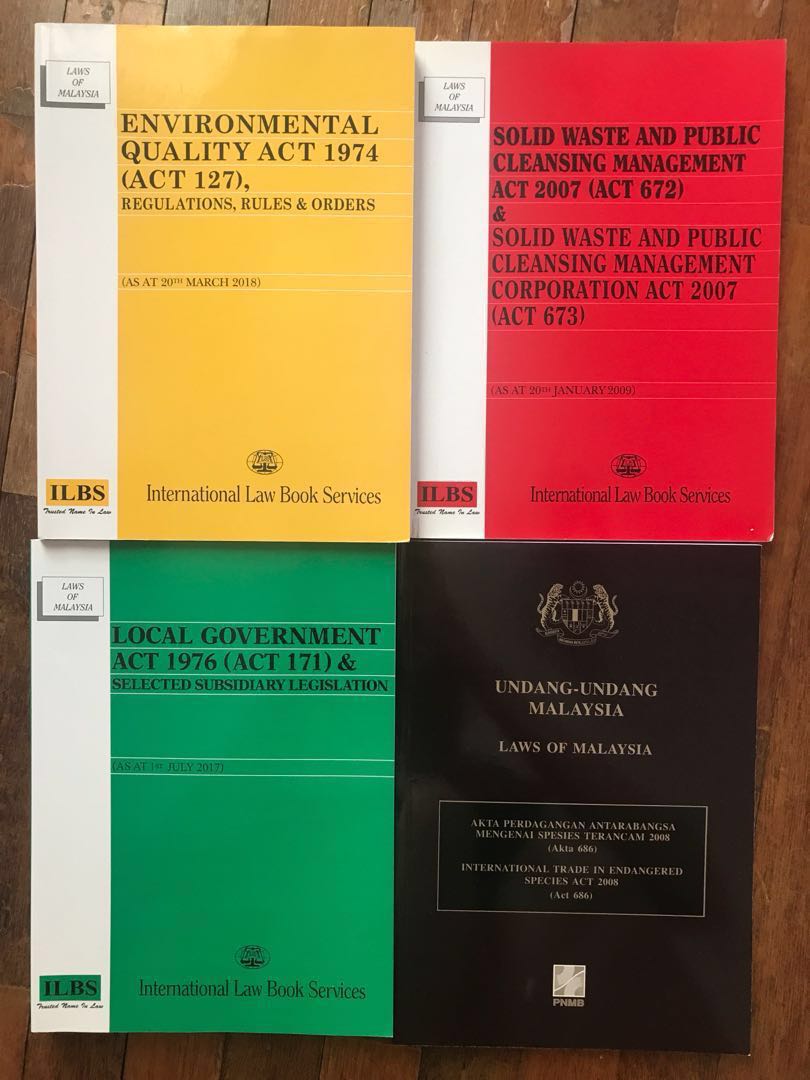 LAWS
OF
MALAYSIA
ENVIRONMENTAL
QUALITY ACT 1974
(ACT 127),
REGULATIONS, RULES & ORDERS
(AS AT 20TH MARCH 2018)
International Law Book Services
ILBS
Trusted Name In Law
LAWS
OF
MALAYSIA
SOLID WASTE AND PUBLIC
CLEANSING MANAGEMENT
ACT 2007 (ACT 672)
&
SOLID WASTE AND PUBLIC
CLEANSING MANAGEMENT
CORPORATION ACT 2007
(ACT 673)
(AS AT 20TH JANUARY 2009)
International Law Book Services
ILBS
Trusted Name In Law
LAWS
OF
MALAYSIA
LOCAL GOVERNMENT
ACT 1976 (ACT 171) &
SELECTED SUBSIDIARY LEGISLATION
(AS AT 1ST JULY 2017)
International Law Book Services
ILBS
Trusted Name In Law
UNDANG-UNDANG
MALAYSIA
LAWS OF MALAYSIA
AKTA PERDAGANGAN ANTARABANGSA
MENGENAI SPESIES TERANCAM 2008
(Akta 686)
INTERNATIONAL TRADE IN ENDANGERED
SPECIES ACT 2008
(Act 686)
PNMB